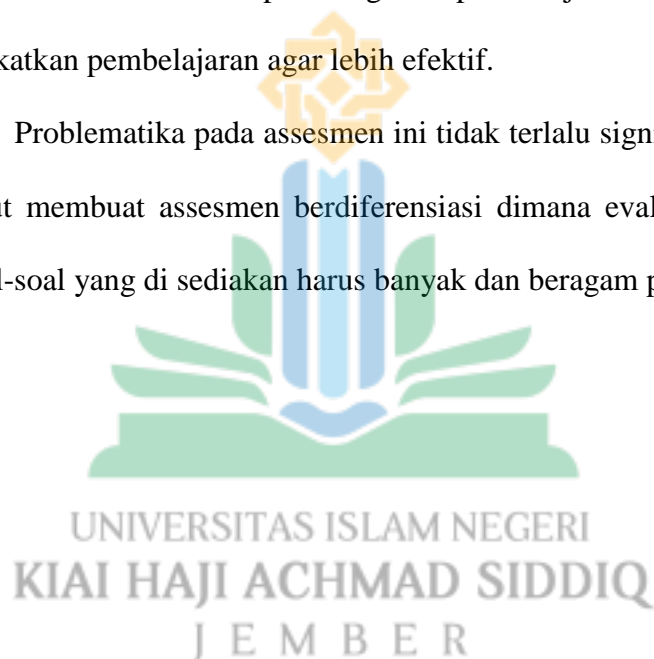 katkan pembelajaran agar lebih efektif.
Problematika pada assesmen ini tidak terlalu sign
ut membuat assesmen berdiferensiasi dimana eval
l-soal yang di sediakan harus banyak dan beragam p
UNIVERSITAS ISLAM NEGERI
KIAI HAJI ACHMAD SIDDIQ
J E M B E R